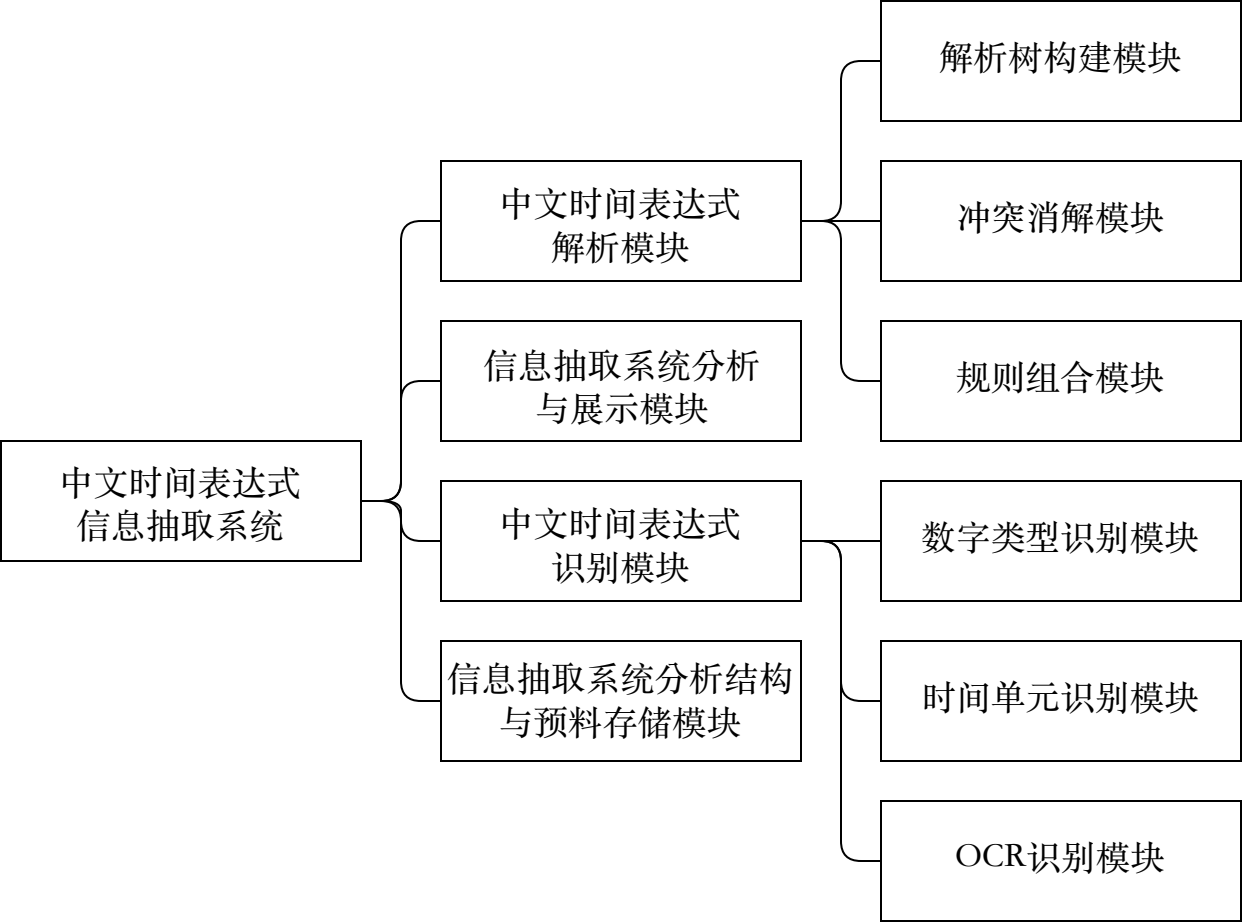 中文时间表达式
信息抽取系统
中文时间表达式
解析模块
信息抽取系统分析
与展示模块
中文时间表达式
识别模块
信息抽取系统分析结构
与预料存储模块
解析树构建模块
冲突消解模块
规则组合模块
数字类型识别模块
时间单元识别模块
OCR识别模块